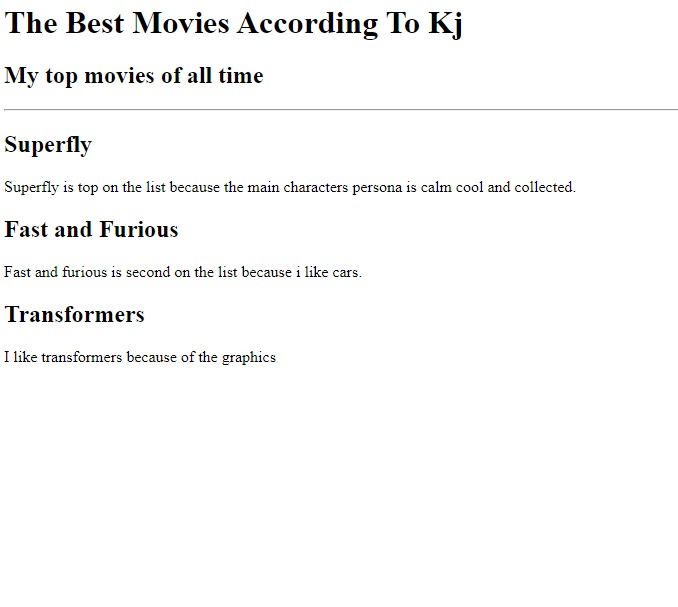 The Best Movies According To Kj
My top movies of all time
Superfly
Superfly is top on the list because the main characters persona is calm cool and collected.
Fast and Furious
Fast and furious is second on the list because i like cars.
Transformers
I like transformers because of the graphics